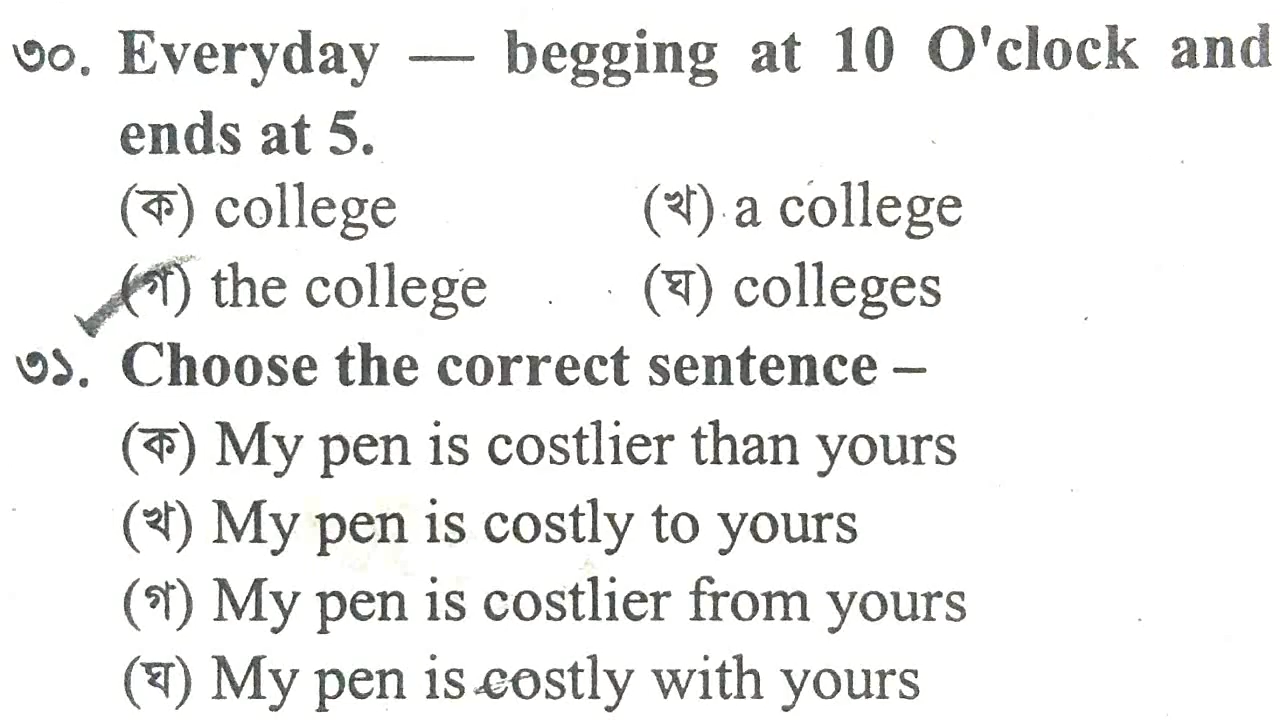 ৩০. Everyday — begging at 10 O'clock and
ends at 5.
(ক) college (খ) a college
(গ) the college (ঘ) colleges
৩১. Choose the correct sentence –
(ক) My pen is costlier than yours
(খ) My pen is costly to yours
(গ) My pen is costlier from yours
(ঘ) My pen is costly with yours